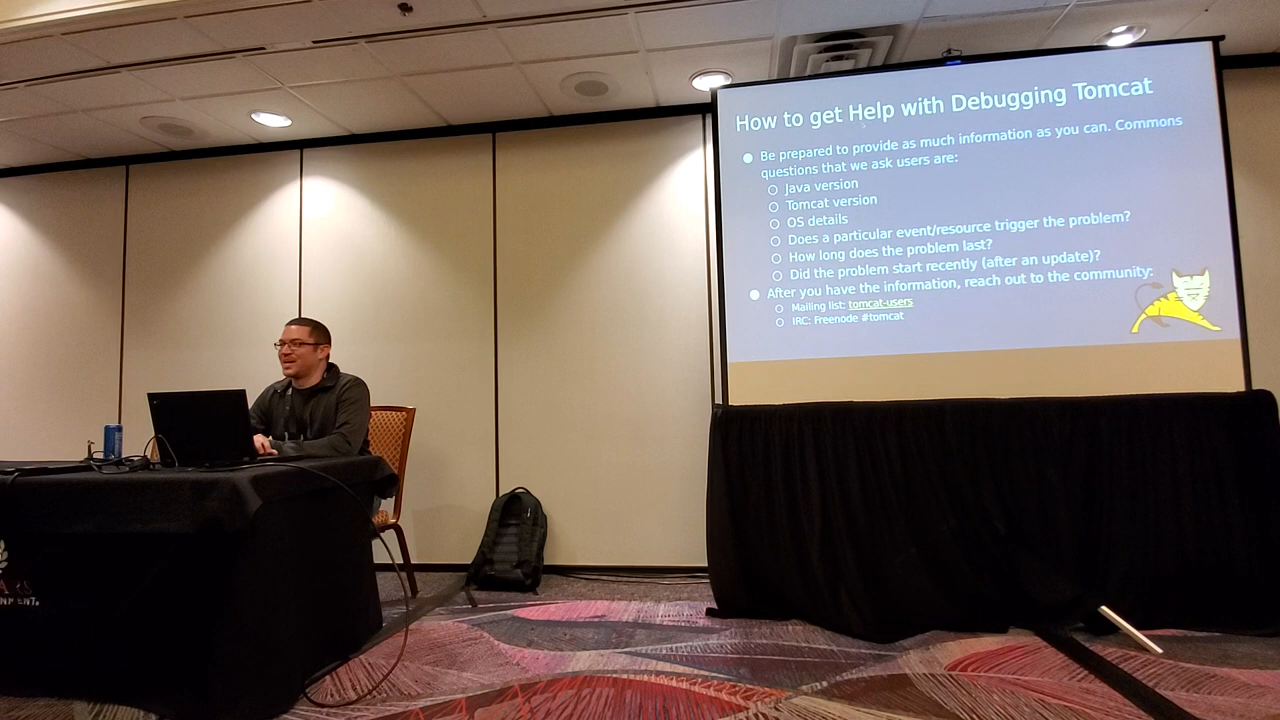 How to get Help with Debugging Tomcat
Be prepared to provide as much information as you can. Commons
questions that we ask users are:
Java version
Tomcat version
OS details
Does a particular event/resource trigger the problem?
How long does the problem last?
Did the problem start recently (after an update)?
After you have the information, reach out to the community:
Mailing list: tomcat-users
IRC: Freenode #tomcat